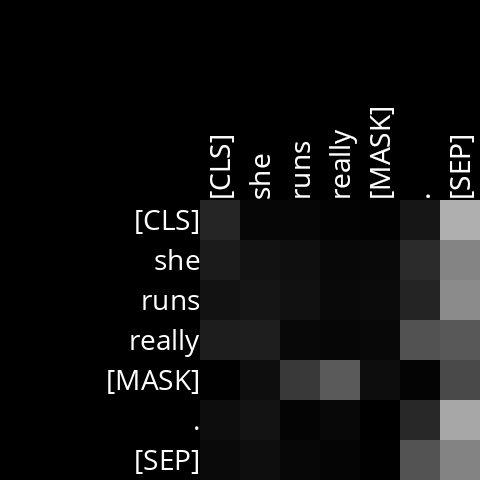 [CLS] she runs really [MASK] . [SEP]
[CLS]
she
runs
really
[MASK]
.
[SEP]